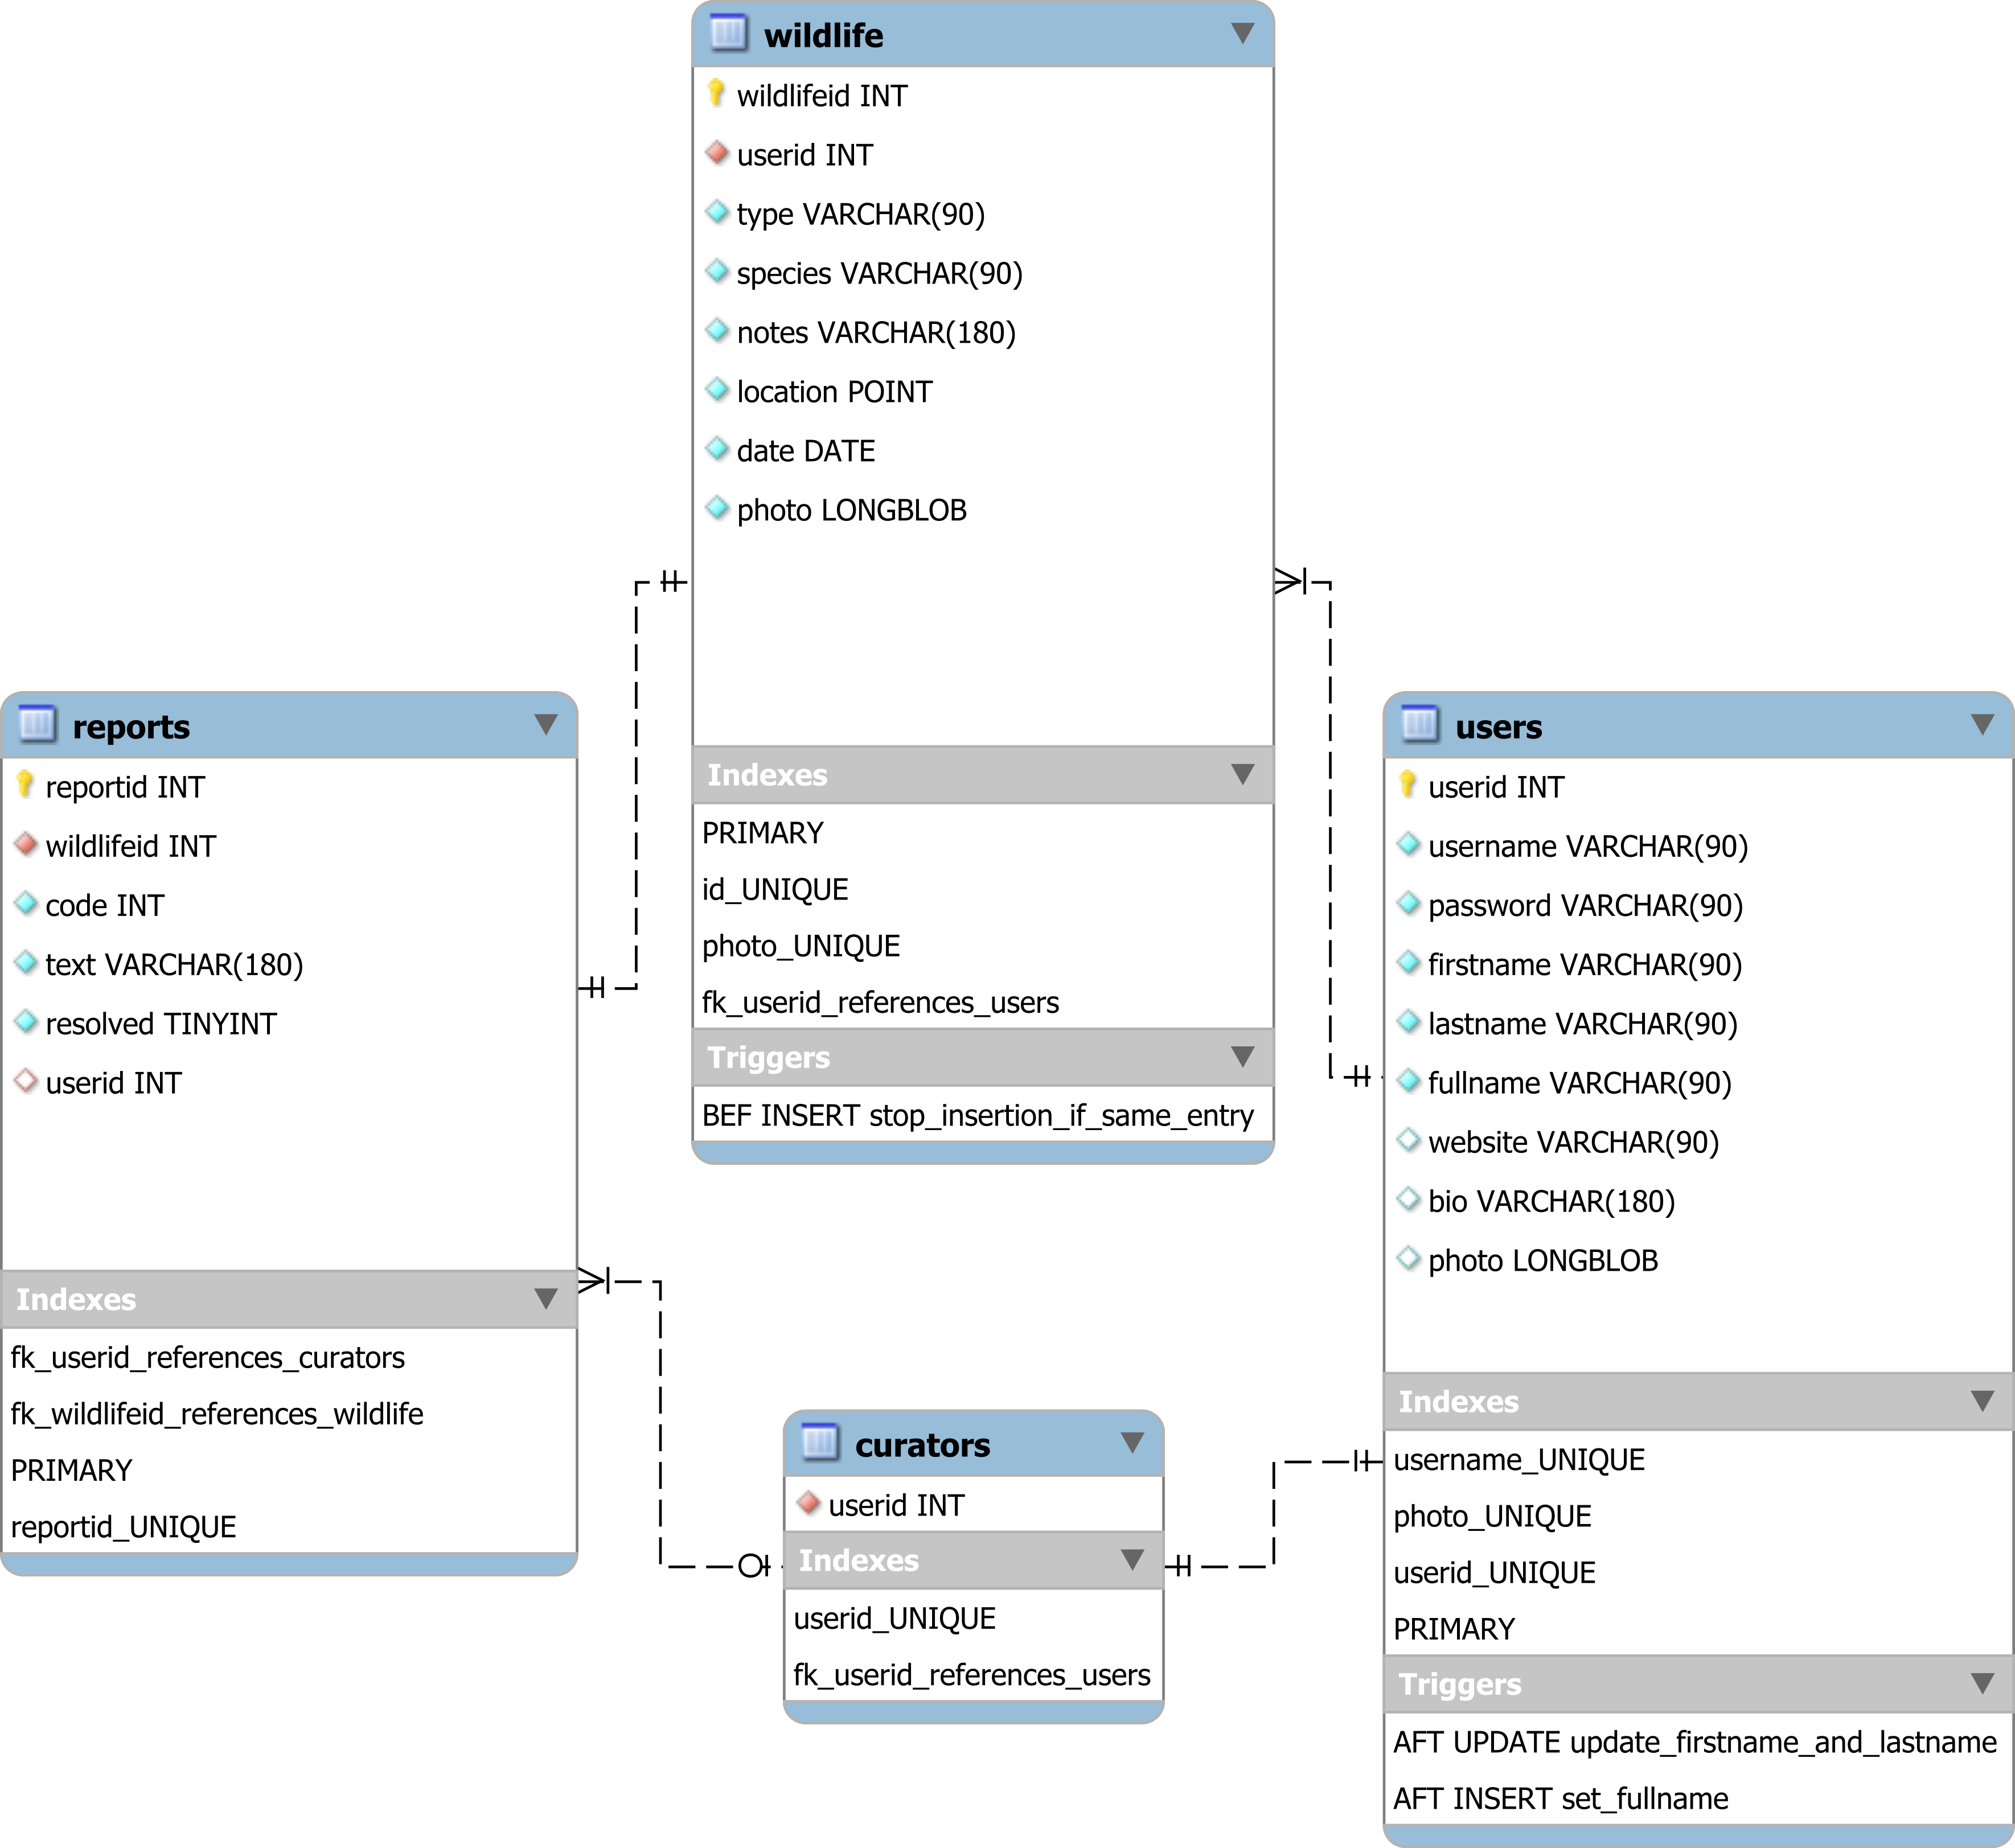 wildlife
wildlifeid INT
userid INT
type VARCHAR(90)
species VARCHAR(90)
notes VARCHAR(180)
location POINT
date DATE
photo LONGBLOB
Indexes
PRIMARY
id_UNIQUE
photo_UNIQUE
fk_userid_references_users
Triggers
BEF INSERT stop_insertion_if_same_entry
reports
reportid INT
wildlifeid INT
code INT
text VARCHAR(180)
resolved TINYINT
userid INT
Indexes
fk_userid_references_curators
fk_wildlifeid_references_wildlife
PRIMARY
reportid_UNIQUE
curators
userid INT
Indexes
userid_UNIQUE
fk_userid_references_users
users
userid INT
username VARCHAR(90)
password VARCHAR(90)
firstname VARCHAR(90)
lastname VARCHAR(90)
fullname VARCHAR(90)
website VARCHAR(90)
bio VARCHAR(180)
photo LONGBLOB
Indexes
username_UNIQUE
photo_UNIQUE
userid_UNIQUE
PRIMARY
Triggers
AFT UPDATE update_firstname_and_lastname
AFT INSERT set_fullname